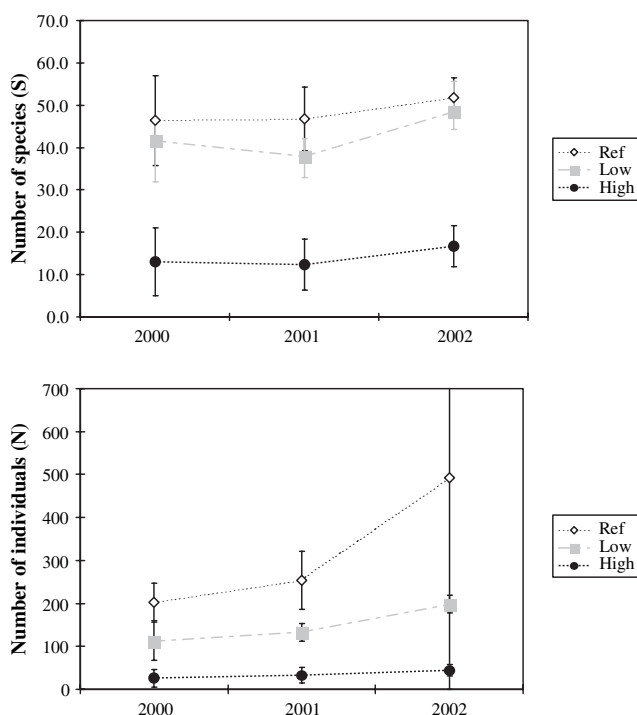 Number of species (S)
70.0
60.0
50.0
40.0
30.0
20.0
10.0
0.0
2000 2001 2002
Ref
Low
High
Number of individuals (N)
700
600
500
400
300
200
100
0
2000 2001 2002
Ref
Low
High